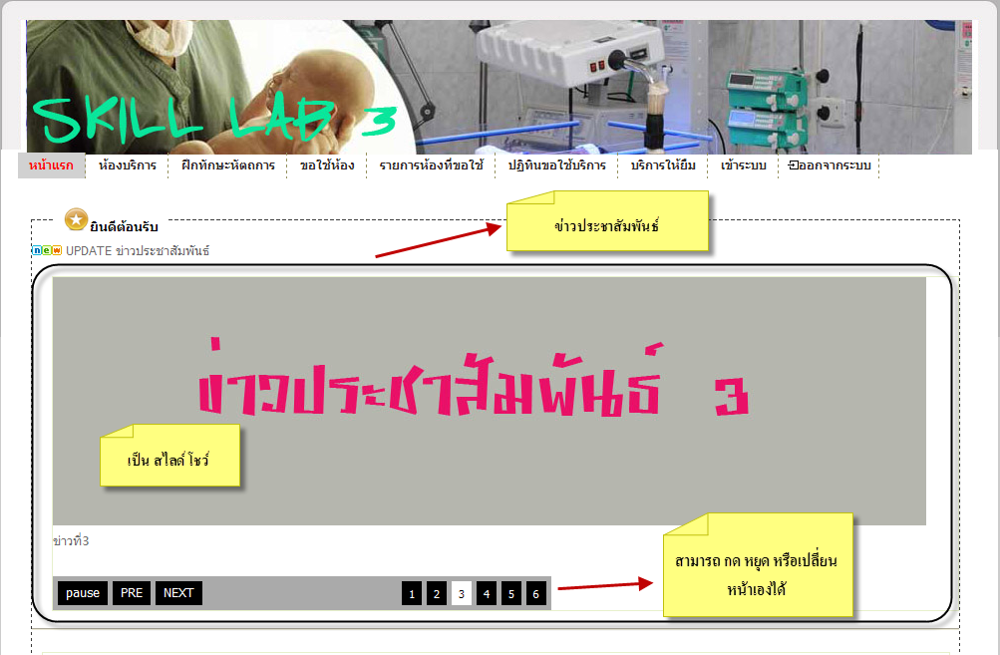 SKILL LAB 3
หน้าแรก ห้องบริการ ฝึกทักษะหัตถการ ขอใช้ห้อง รายการห้องที่ขอใช้ ปฏิทินขอใช้บริการ บริการให้ยืม เข้าระบบ ออกจากระบบ
ยินดีต้อนรับ
ข่าวประชาสัมพันธ์
new UPDATE ข่าวประชาสัมพันธ์
ข่าวประชาสัมพันธ์ 3
เป็น สไลด์ โชว์
ข่าวที่3
สามารถ กด หยุด หรือเปลี่ยน
หน้าเองได้
pause PRE NEXT 1 2 3 4 5 6